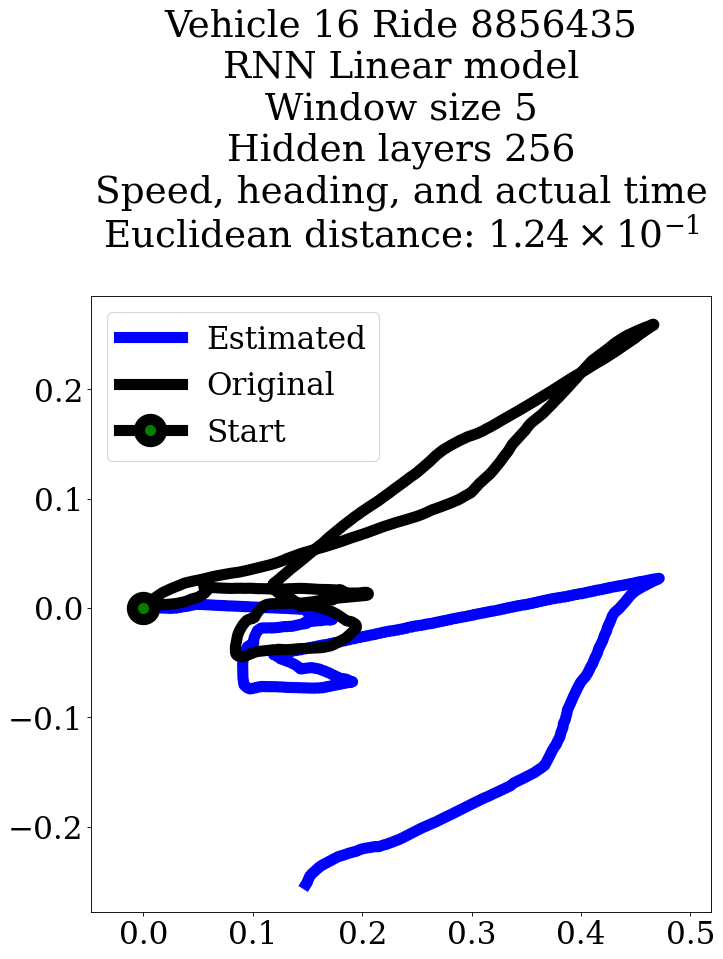 Vehicle 16 Ride 8856435
RNN Linear model
Window size 5
Hidden layers 256
Speed, heading, and actual time
Euclidean distance: 1.24 × 10⁻¹
Estimated
Original
Start
0.2
0.1
0.0
−0.1
−0.2
0.0 0.1 0.2 0.3 0.4 0.5